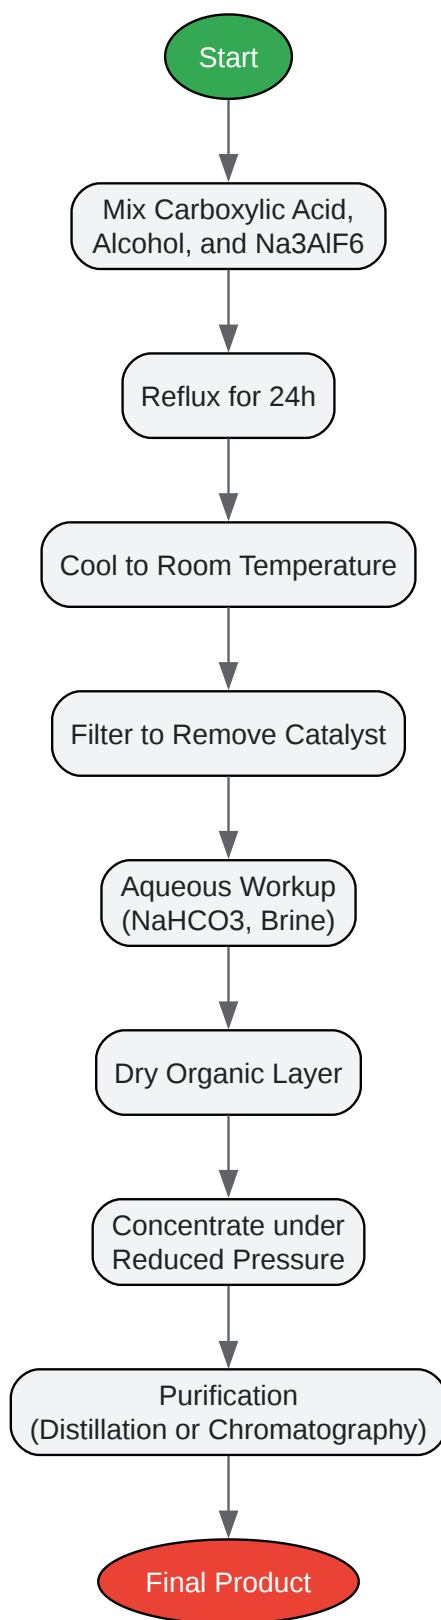 Start
Mix Carboxylic Acid,
Alcohol, and Na3AlF6
Reflux for 24h
Cool to Room Temperature
Filter to Remove Catalyst
Aqueous Workup
(NaHCO3, Brine)
Dry Organic Layer
Concentrate under
Reduced Pressure
Purification
(Distillation or Chromatography)
Final Product